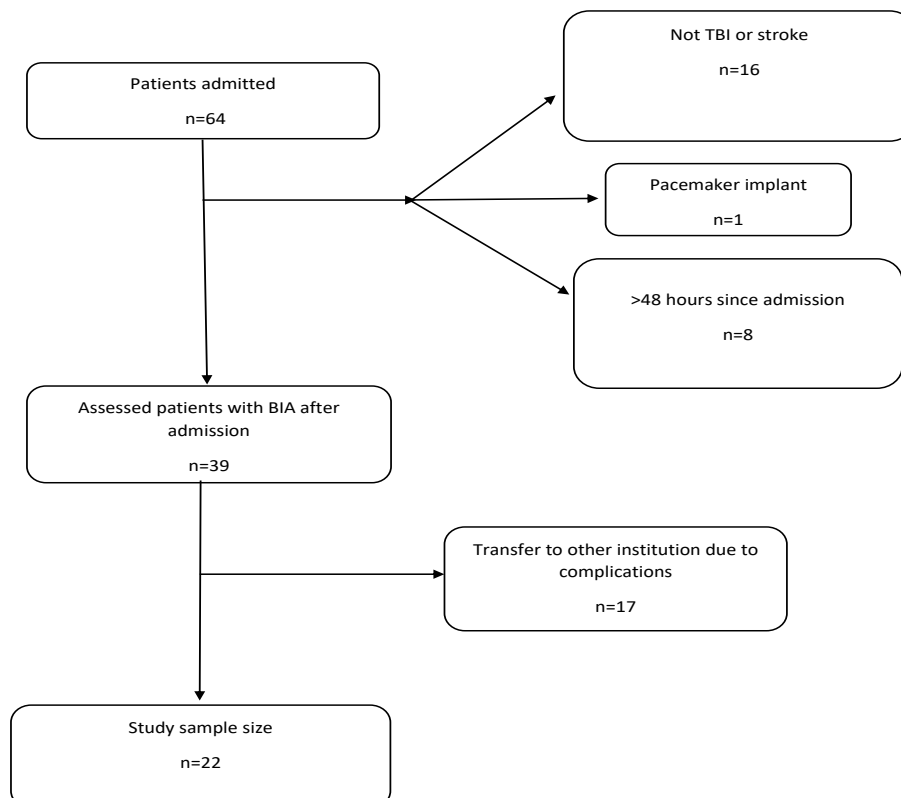 Not TBI or stroke
n=16
Patients admitted
n=64
Pacemaker implant
n=1
>48 hours since admission
n=8
Assessed patients with BIA after
admission
n=39
Transfer to other institution due to
complications
n=17
Study sample size
n=22